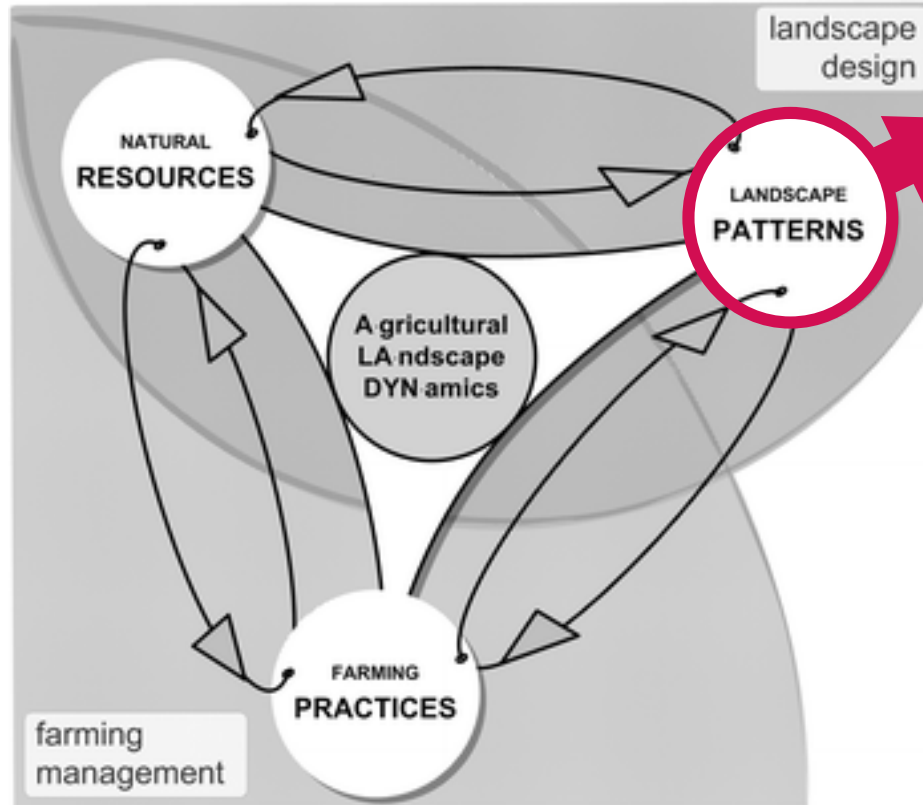 landscape
design
NATURAL
RESOURCES
LANDSCAPE
PATTERNS
A·gricultural
LA·ndscape
DYN·amics
FARMING
PRACTICES
farming
management